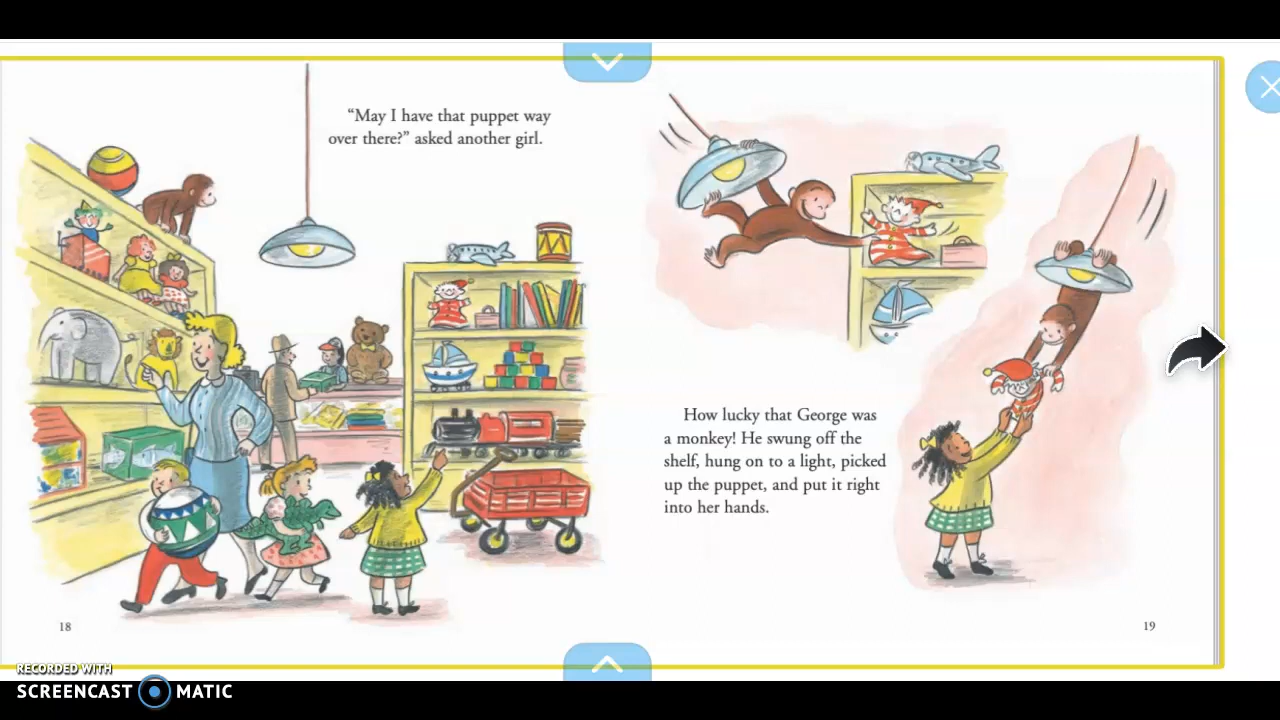 “May I have that puppet way
over there?” asked another girl.
How lucky that George was
a monkey! He swung off the
shelf, hung on to a light, picked
up the puppet, and put it right
into her hands.
18
19
RECORDED WITH
SCREENCAST MATIC